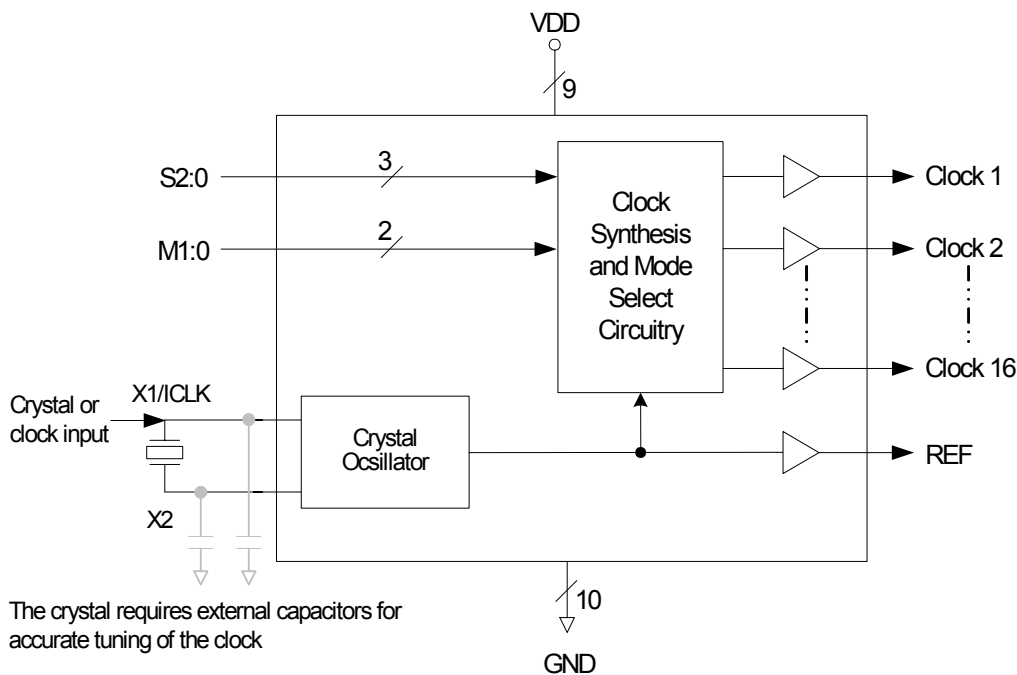 VDD
9
S2:0
3
M1:0
2
Clock
Synthesis
and Mode
Select
Circuitry
Clock 1
Clock 2
Clock 16
X1/ICLK
Crystal or
clock input
Crystal
Ocsillator
REF
X2
The crystal requires external capacitors for
accurate tuning of the clock
10
GND